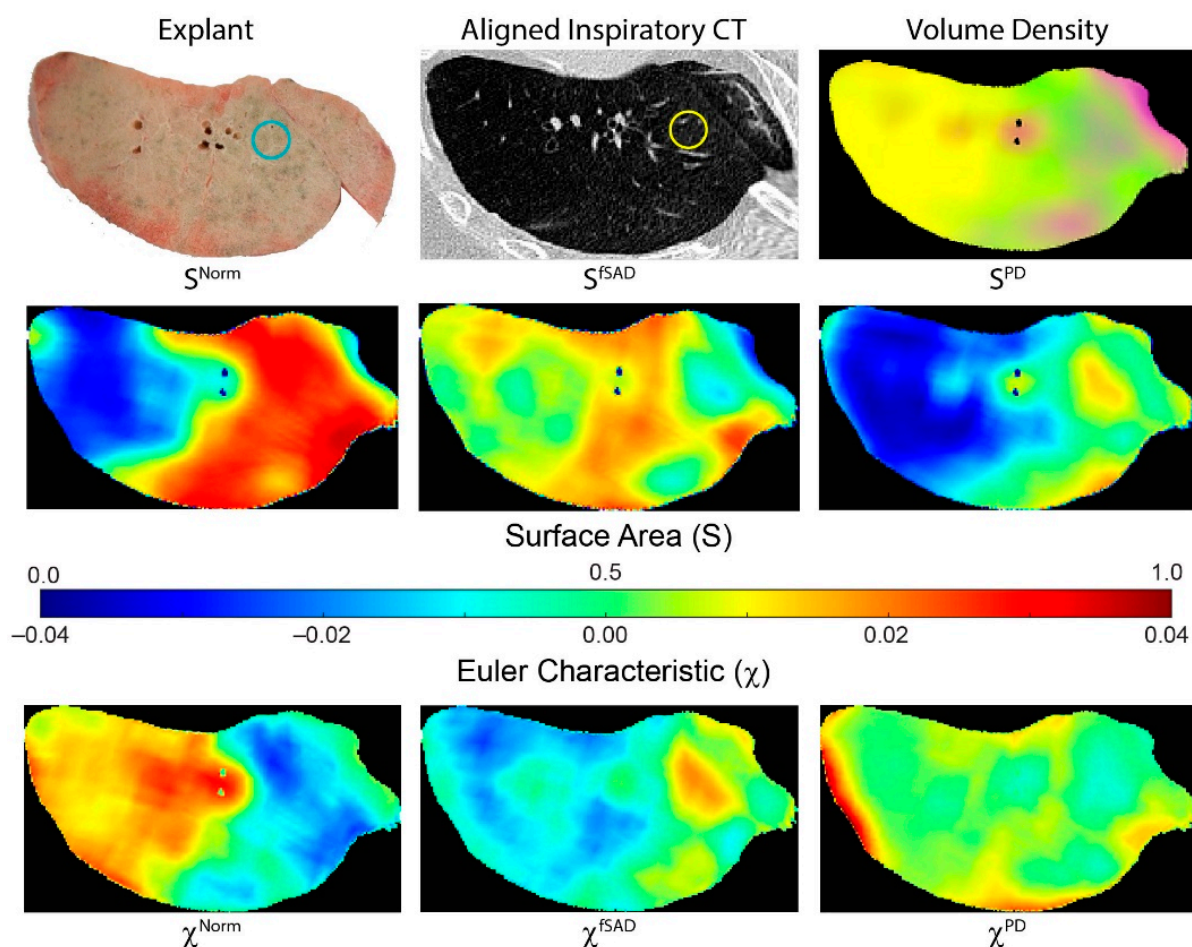 Explant Aligned Inspiratory CT Volume Density
S^Norm S^fSAD S^PD
Surface Area (S)
0.0 0.5 1.0
−0.04 −0.02 0.00 0.02 0.04
Euler Characteristic (χ)
χ^Norm χ^fSAD χ^PD